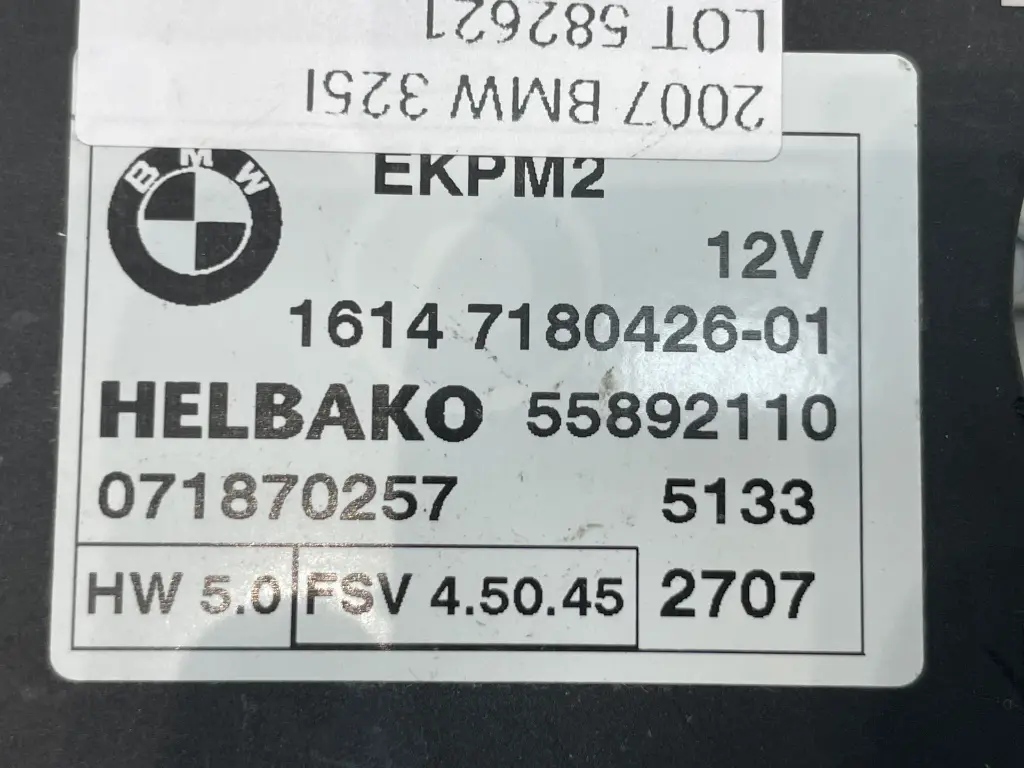 2007 BMW 325I
LOT 582621
BMW
EKPM2
12V
1614 7180426-01
HELBAKO 55892110
071870257 5133
HW 5.0 FSV 4.50.45 2707